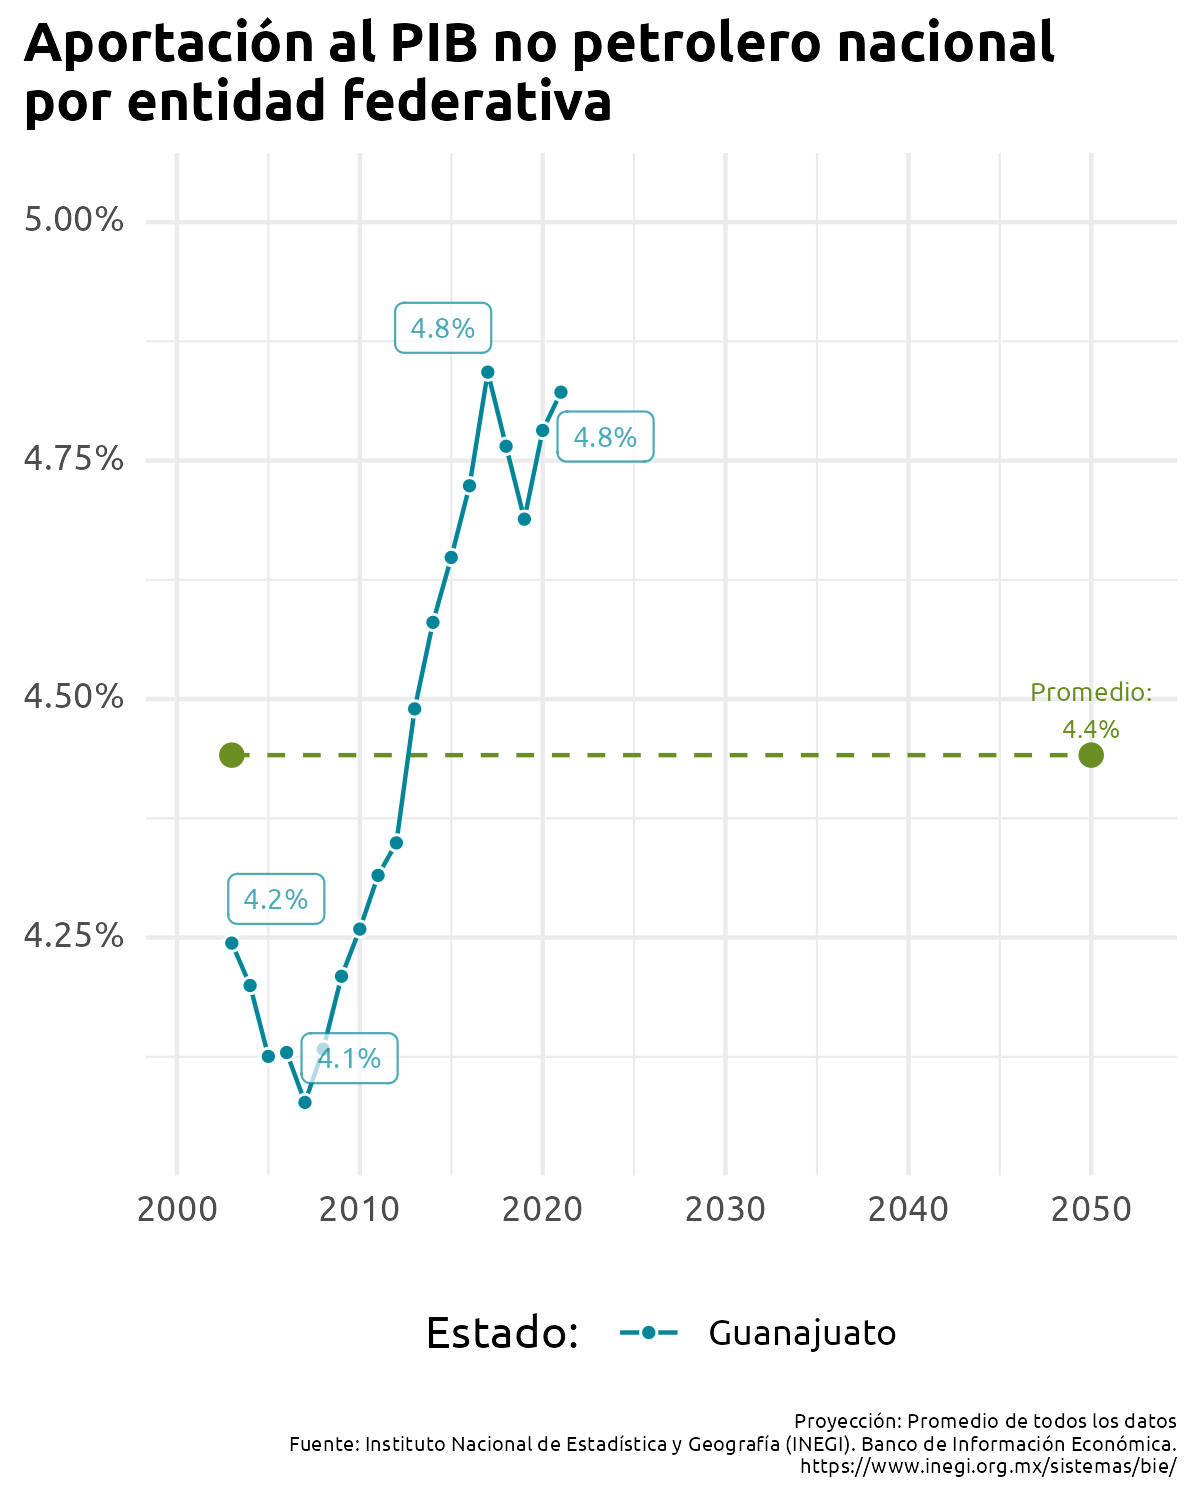 Aportación al PIB no petrolero nacional
por entidad federativa
5.00%
4.8%
4.8%
4.75%
Promedio:
4.50%
4.4%
4.2%
4.25%
4.1%
2000 2010 2020 2030 2040 2050
Estado: Guanajuato
Proyección: Promedio de todos los datos
Fuente: Instituto Nacional de Estadística y Geografía (INEGI). Banco de Información Económica.
https://www.inegi.org.mx/sistemas/bie/